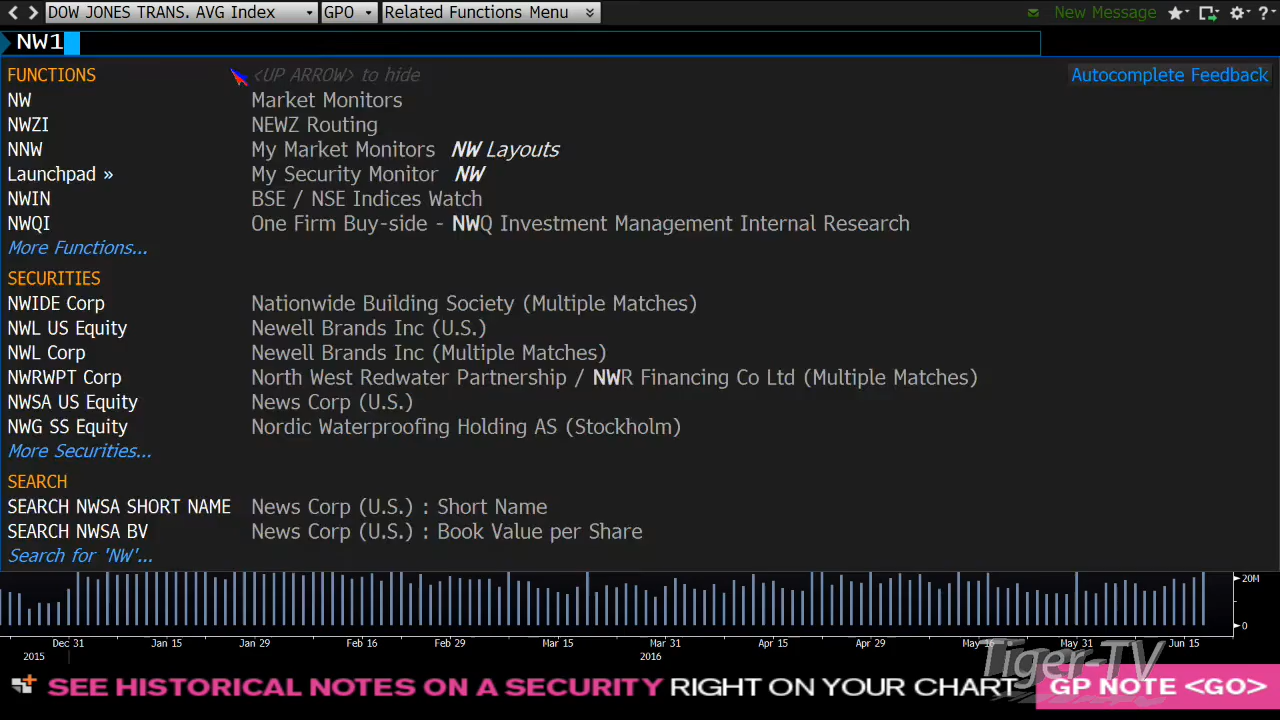 DOW JONES TRANS. AVG Index GPO Related Functions Menu New Message ?
NW1
FUNCTIONS <UP ARROW> to hide Autocomplete Feedback
NW Market Monitors
NWZI NEWZ Routing
NNW My Market Monitors NW Layouts
Launchpad » My Security Monitor NW
NWIN BSE / NSE Indices Watch
NWQI One Firm Buy-side - NWQ Investment Management Internal Research
More Functions...
SECURITIES
NWIDE Corp Nationwide Building Society (Multiple Matches)
NWL US Equity Newell Brands Inc (U.S.)
NWL Corp Newell Brands Inc (Multiple Matches)
NWRWPT Corp North West Redwater Partnership / NWR Financing Co Ltd (Multiple Matches)
NWSA US Equity News Corp (U.S.)
NWG SS Equity Nordic Waterproofing Holding AS (Stockholm)
More Securities...
SEARCH
SEARCH NWSA SHORT NAME News Corp (U.S.) : Short Name
SEARCH NWSA BV News Corp (U.S.) : Book Value per Share
Search for 'NW'...
20M
0
Dec 31 Jan 15 Jan 29 Feb 16 Feb 29 Mar 15 Mar 31 Apr 15 Apr 29 May 16 May 31 Jun 15
2015 2016
Tiger-TV
SEE HISTORICAL NOTES ON A SECURITY RIGHT ON YOUR CHART GP NOTE <GO>